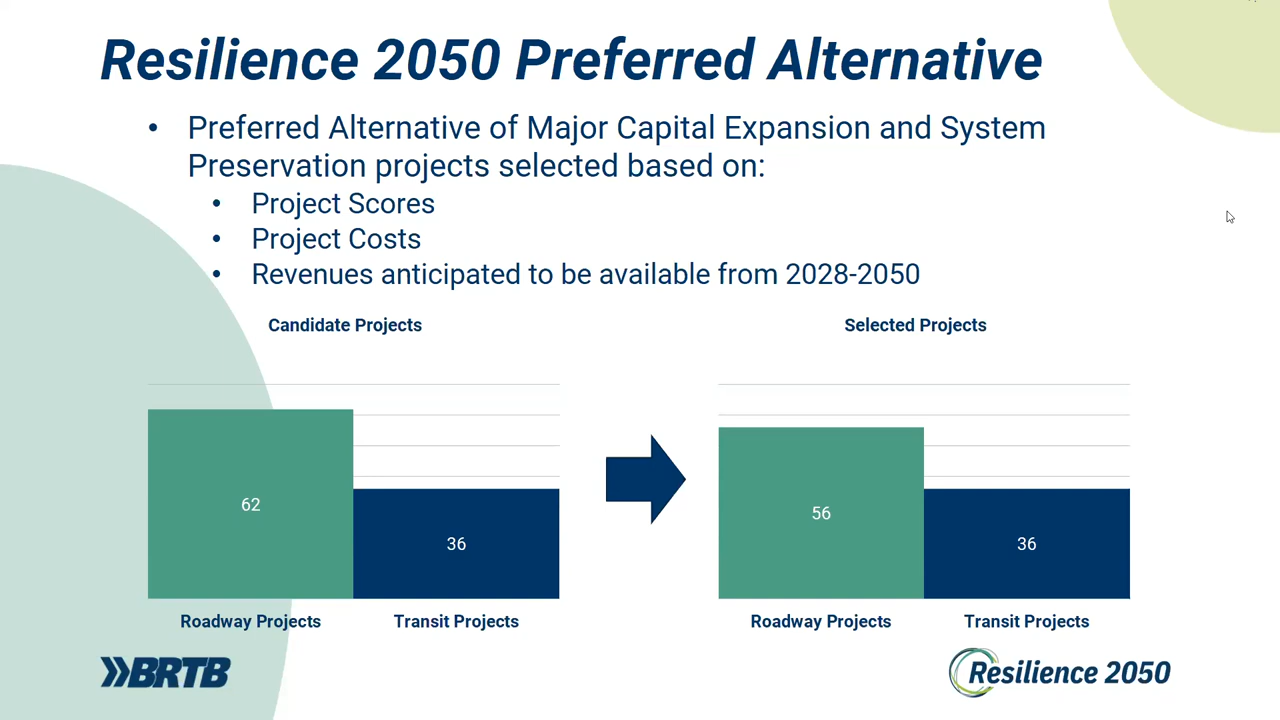 Resilience 2050 Preferred Alternative
• Preferred Alternative of Major Capital Expansion and System
Preservation projects selected based on:
• Project Scores
• Project Costs
• Revenues anticipated to be available from 2028-2050
Candidate Projects
62
36
Roadway Projects
Transit Projects
Selected Projects
56
36
Roadway Projects
Transit Projects
BRTB
Resilience 2050